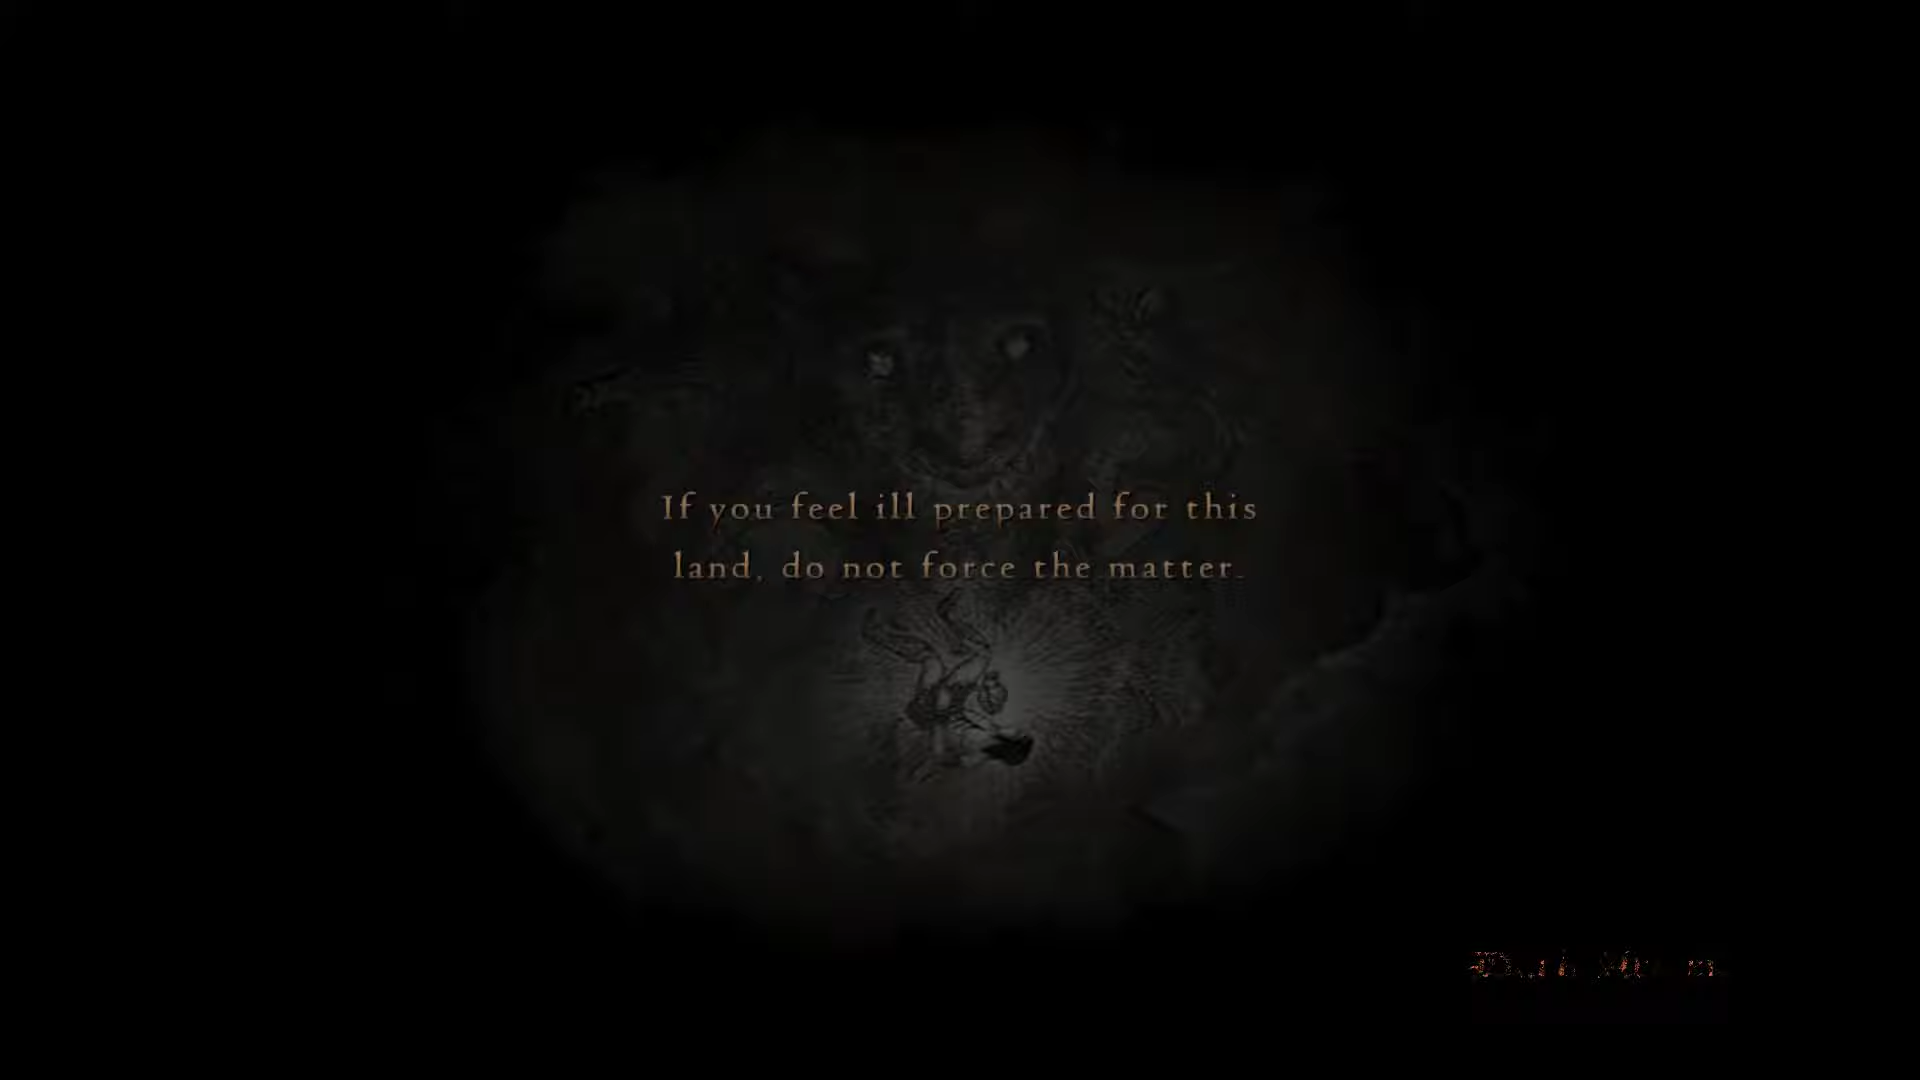 If you feel ill prepared for this
land, do not force the matter.